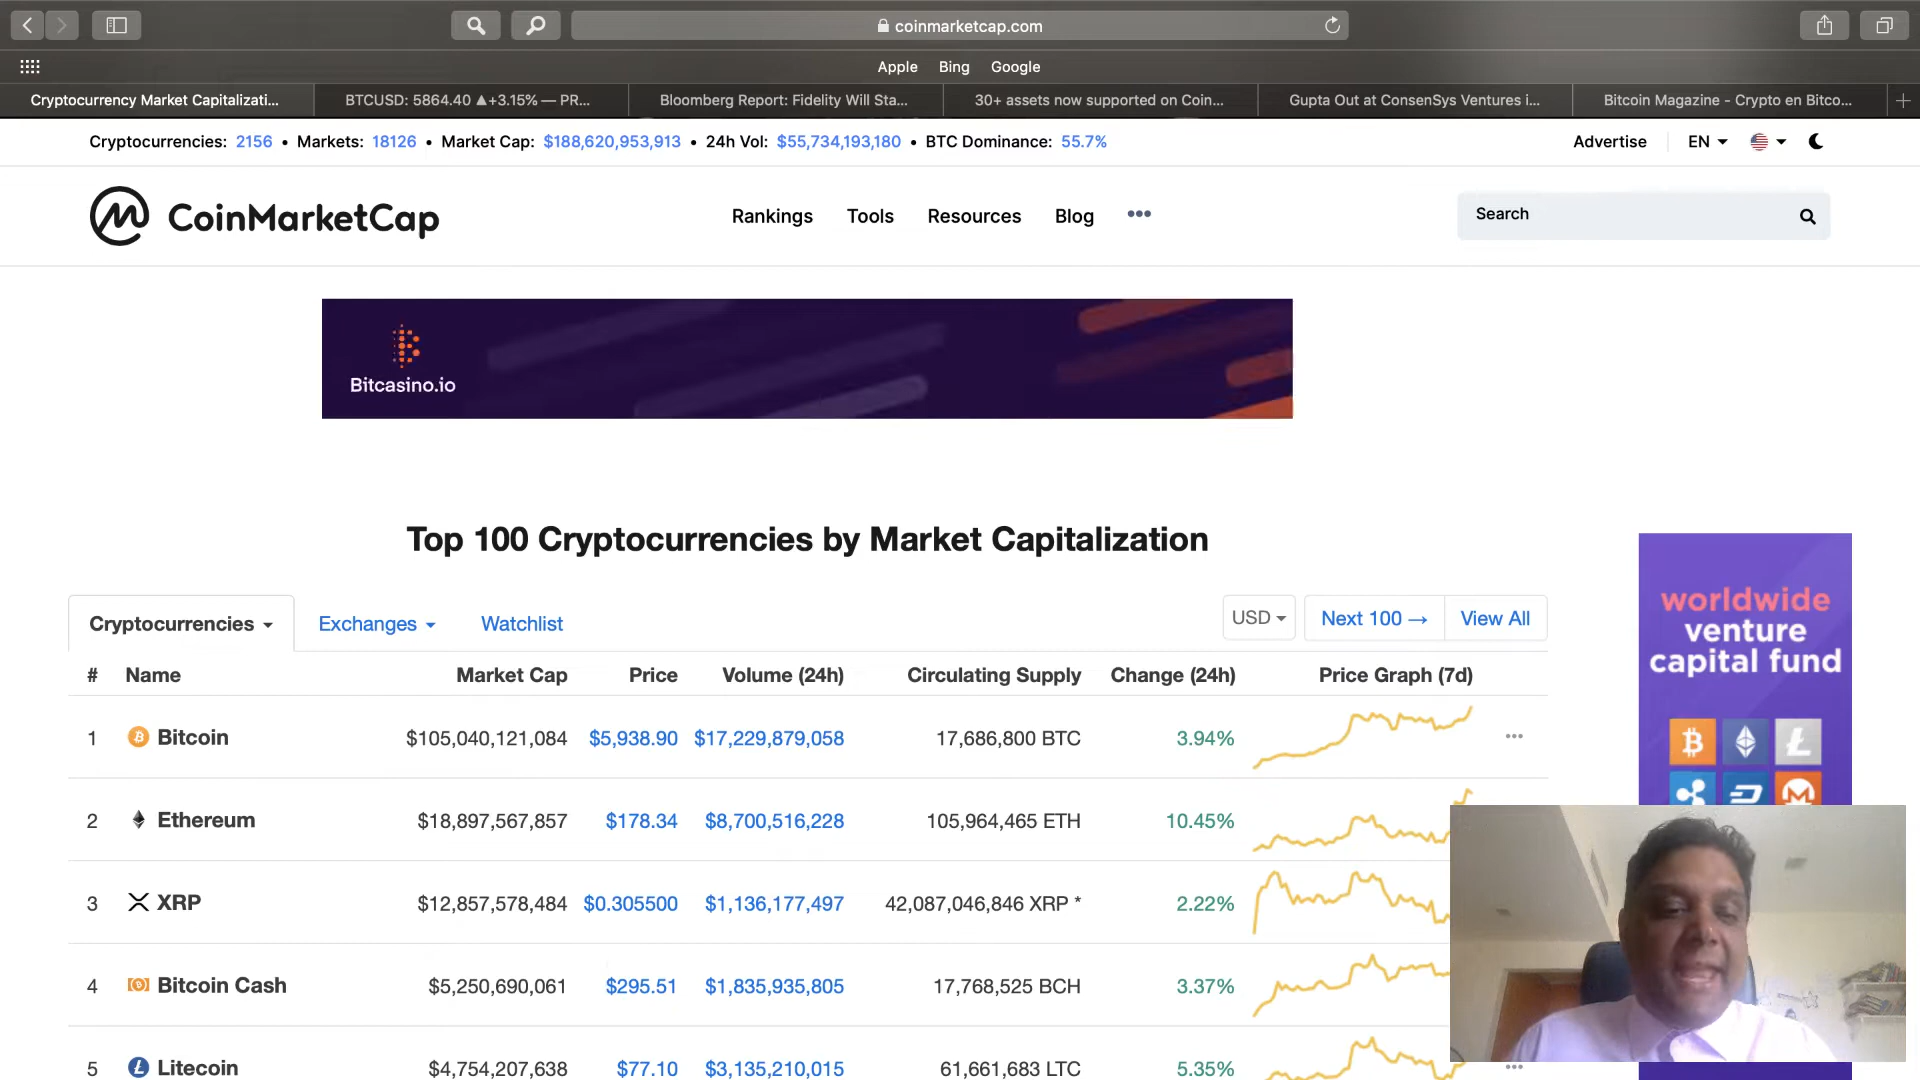 coinmarketcap.com
Apple Bing Google
Cryptocurrency Market Capitalizati... BTCUSD: 5864.40 ▲+3.15% — PR... Bloomberg Report: Fidelity Will Sta... 30+ assets now supported on Coin... Gupta Out at ConsenSys Ventures i... Bitcoin Magazine - Crypto en Bitco...
Cryptocurrencies: 2156 • Markets: 18126 • Market Cap: $188,620,953,913 • 24h Vol: $55,734,193,180 • BTC Dominance: 55.7% Advertise EN
CoinMarketCap Rankings Tools Resources Blog ••• Search
Bitcasino.io
Top 100 Cryptocurrencies by Market Capitalization
Cryptocurrencies Exchanges Watchlist USD Next 100 → View All
# Name Market Cap Price Volume (24h) Circulating Supply Change (24h) Price Graph (7d)
1 Bitcoin $105,040,121,084 $5,938.90 $17,229,879,058 17,686,800 BTC 3.94%
2 Ethereum $18,897,567,857 $178.34 $8,700,516,228 105,964,465 ETH 10.45%
3 XRP $12,857,578,484 $0.305500 $1,136,177,497 42,087,046,846 XRP * 2.22%
4 Bitcoin Cash $5,250,690,061 $295.51 $1,835,935,805 17,768,525 BCH 3.37%
5 Litecoin $4,754,207,638 $77.10 $3,135,210,015 61,661,683 LTC 5.35%
worldwide
venture
capital fund